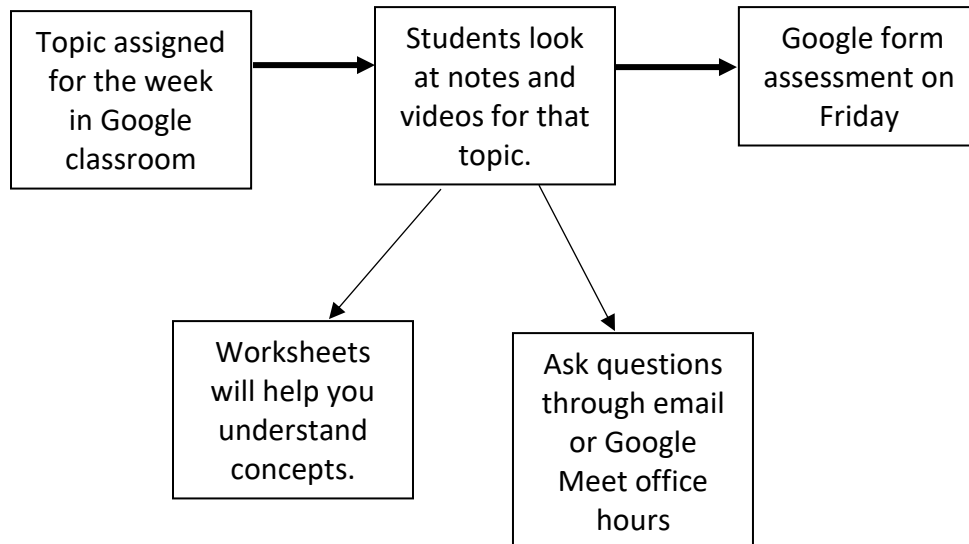 Topic assigned
for the week
in Google
classroom
Students look
at notes and
videos for that
topic.
Google form
assessment on
Friday
Worksheets
will help you
understand
concepts.
Ask questions
through email
or Google
Meet office
hours